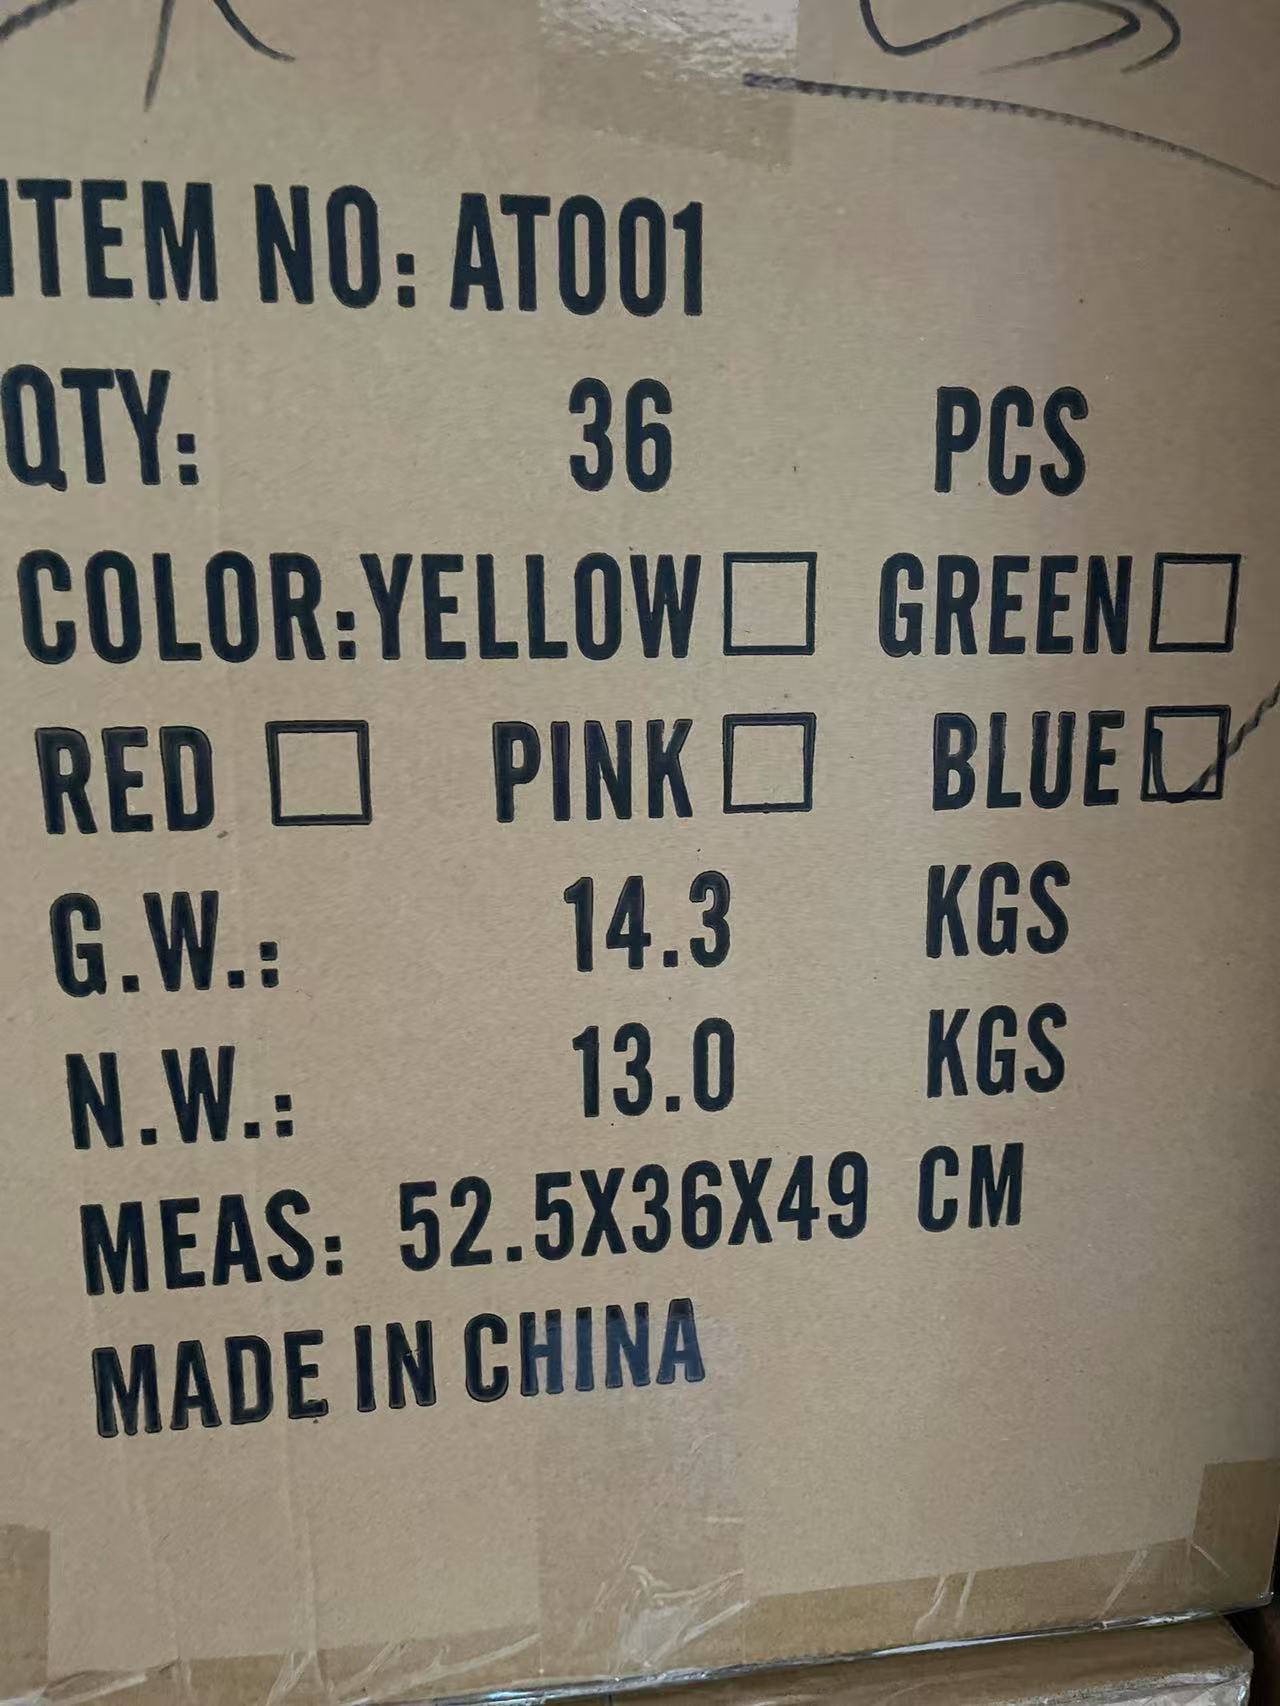 ITEM NO: AT001
QTY: 36 PCS
COLOR:YELLOW☐ GREEN☐
RED ☐ PINK☐ BLUE☑
G.W.: 14.3 KGS
N.W.: 13.0 KGS
MEAS: 52.5X36X49 CM
MADE IN CHINA